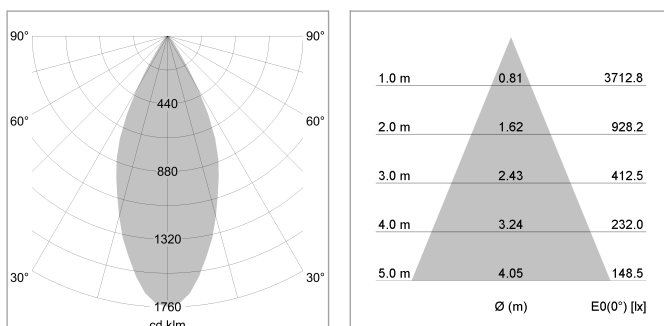 90° 90°
440
60° 60°
880
1320
30° 30°
1760
cd klm
1.0 m 0.81 3712.8
2.0 m 1.62 928.2
3.0 m 2.43 412.5
4.0 m 3.24 232.0
5.0 m 4.05 148.5
Ø (m) E0(0°) [lx]